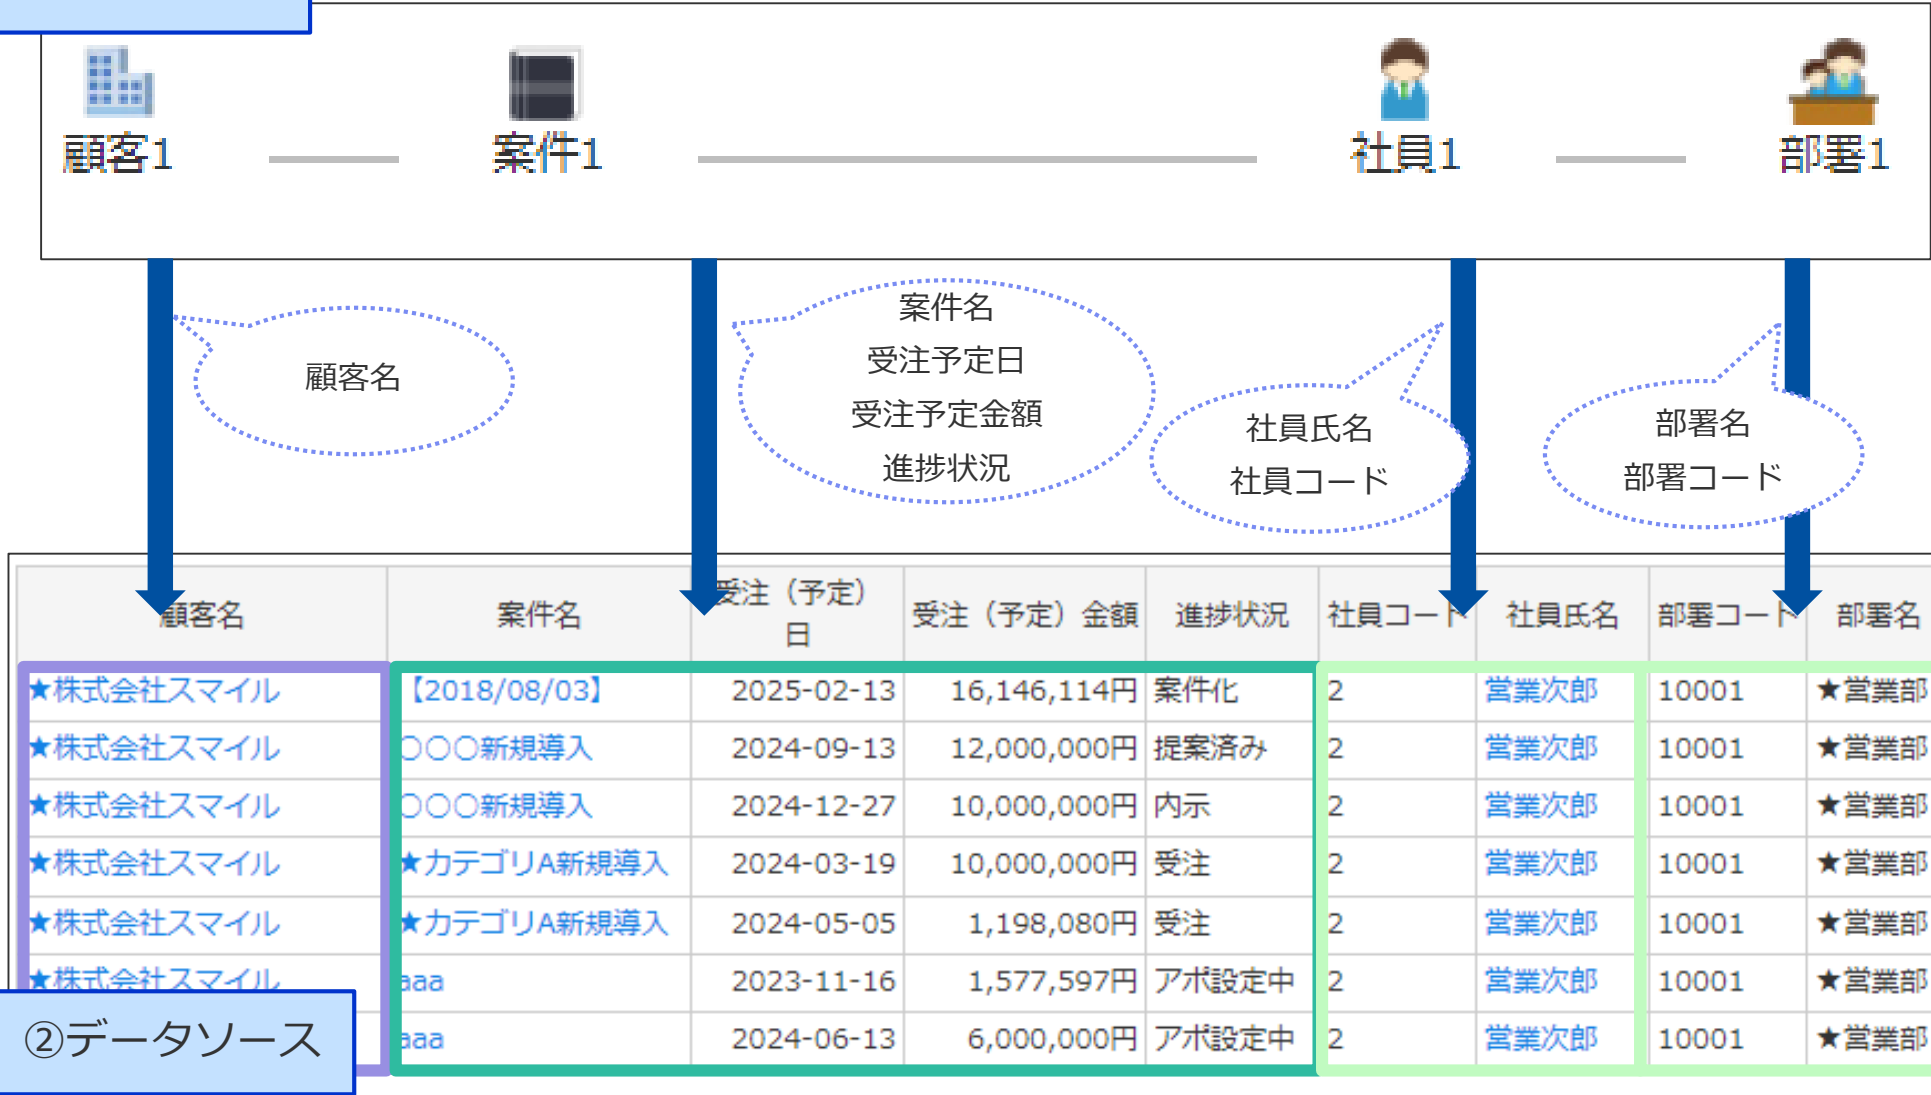 顧客1
案件1
社員1
部署1
顧客名
案件名
受注予定日
受注予定金額
進捗状況
社員氏名
社員コード
部署名
部署コード
顧客名 案件名 受注（予定）日 受注（予定）金額 進捗状況 社員コード 社員氏名 部署コード 部署名
★株式会社スマイル 【2018/08/03】 2025-02-13 16,146,114円 案件化 2 営業次郎 10001 ★営業部
★株式会社スマイル 〇〇〇新規導入 2024-09-13 12,000,000円 提案済み 2 営業次郎 10001 ★営業部
★株式会社スマイル 〇〇〇新規導入 2024-12-27 10,000,000円 内示 2 営業次郎 10001 ★営業部
★株式会社スマイル ★カテゴリA新規導入 2024-03-19 10,000,000円 受注 2 営業次郎 10001 ★営業部
★株式会社スマイル ★カテゴリA新規導入 2024-05-05 1,198,080円 受注 2 営業次郎 10001 ★営業部
★株式会社スマイル aaa 2023-11-16 1,577,597円 アポ設定中 2 営業次郎 10001 ★営業部
aaa 2024-06-13 6,000,000円 アポ設定中 2 営業次郎 10001 ★営業部
②データソース